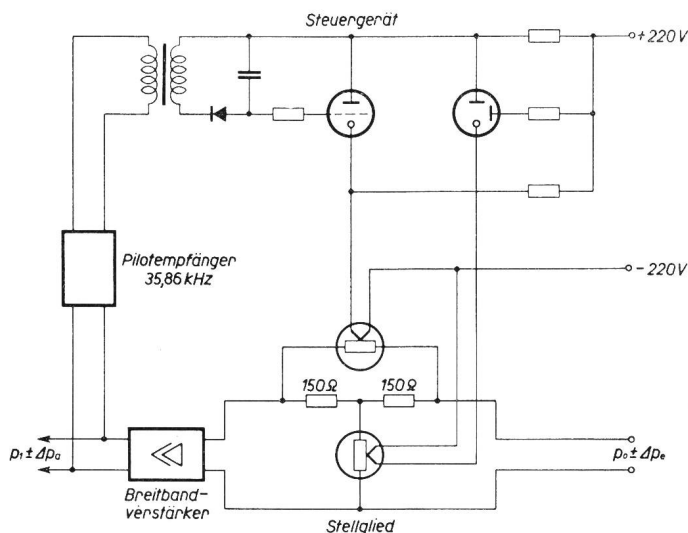 Steuergerät
+220V
Pilotempfänger
35,86 kHz
-220V
150Ω
150Ω
p₁ ± Δpₐ
Breitband-
verstärker
Stellglied
p₀ ± Δpₑ